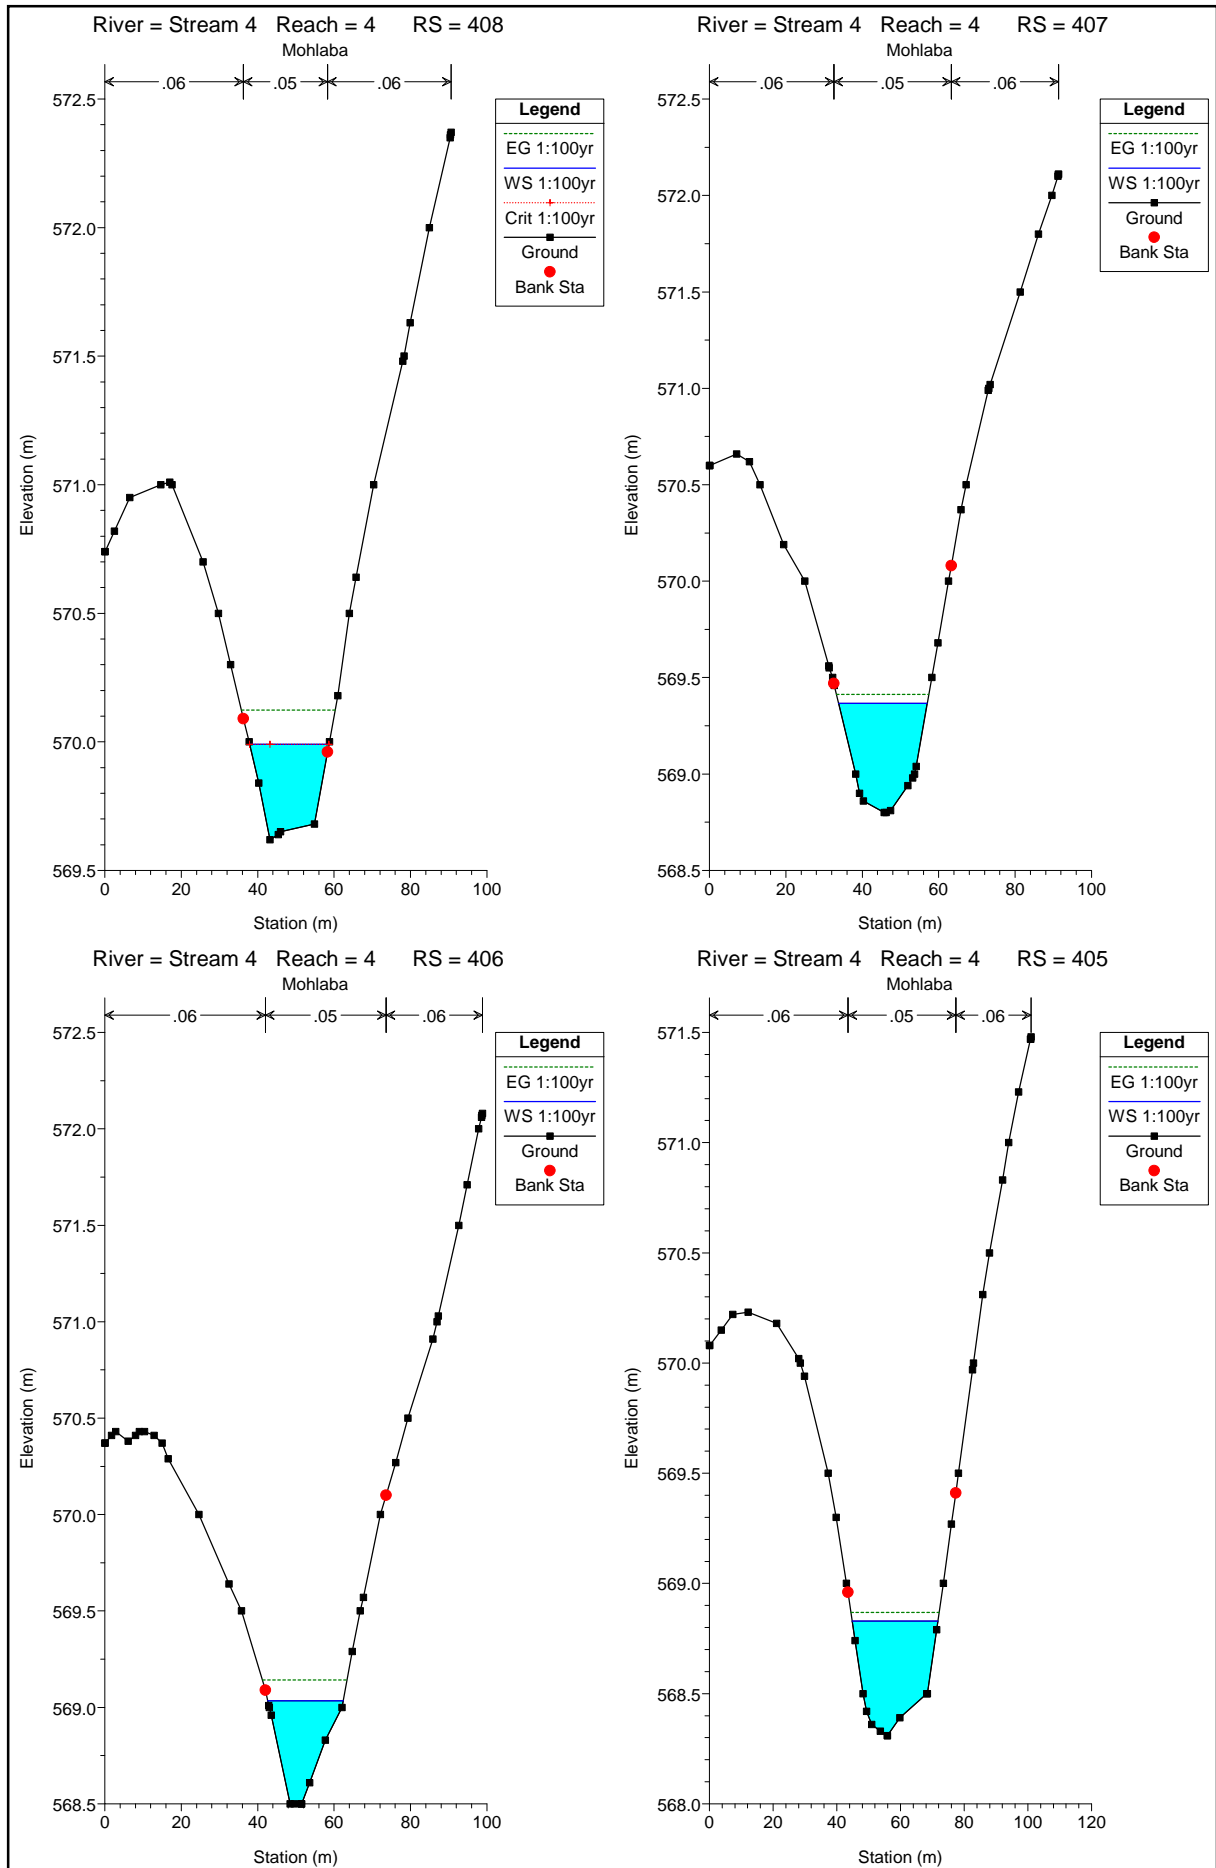 River = Stream 4 Reach = 4 RS = 408
Mohlaba
.06 .05 .06
572.5
572.0
571.5
571.0
570.5
570.0
569.5
Elevation (m)
0 20 40 60 80 100
Station (m)
Legend
EG 1:100yr
WS 1:100yr
Crit 1:100yr
Ground
Bank Sta
River = Stream 4 Reach = 4 RS = 407
Mohlaba
.06 .05 .06
572.5
572.0
571.5
571.0
570.5
570.0
569.5
569.0
568.5
Elevation (m)
0 20 40 60 80 100 120
Station (m)
Legend
EG 1:100yr
WS 1:100yr
Ground
Bank Sta
River = Stream 4 Reach = 4 RS = 406
Mohlaba
.06 .05 .06
572.5
572.0
571.5
571.0
570.5
570.0
569.5
569.0
568.5
Elevation (m)
0 20 40 60 80 100
Station (m)
Legend
EG 1:100yr
WS 1:100yr
Ground
Bank Sta
River = Stream 4 Reach = 4 RS = 405
Mohlaba
.06 .05 .06
571.5
571.0
570.5
570.0
569.5
569.0
568.5
568.0
Elevation (m)
0 20 40 60 80 100 120
Station (m)
Legend
EG 1:100yr
WS 1:100yr
Ground
Bank Sta